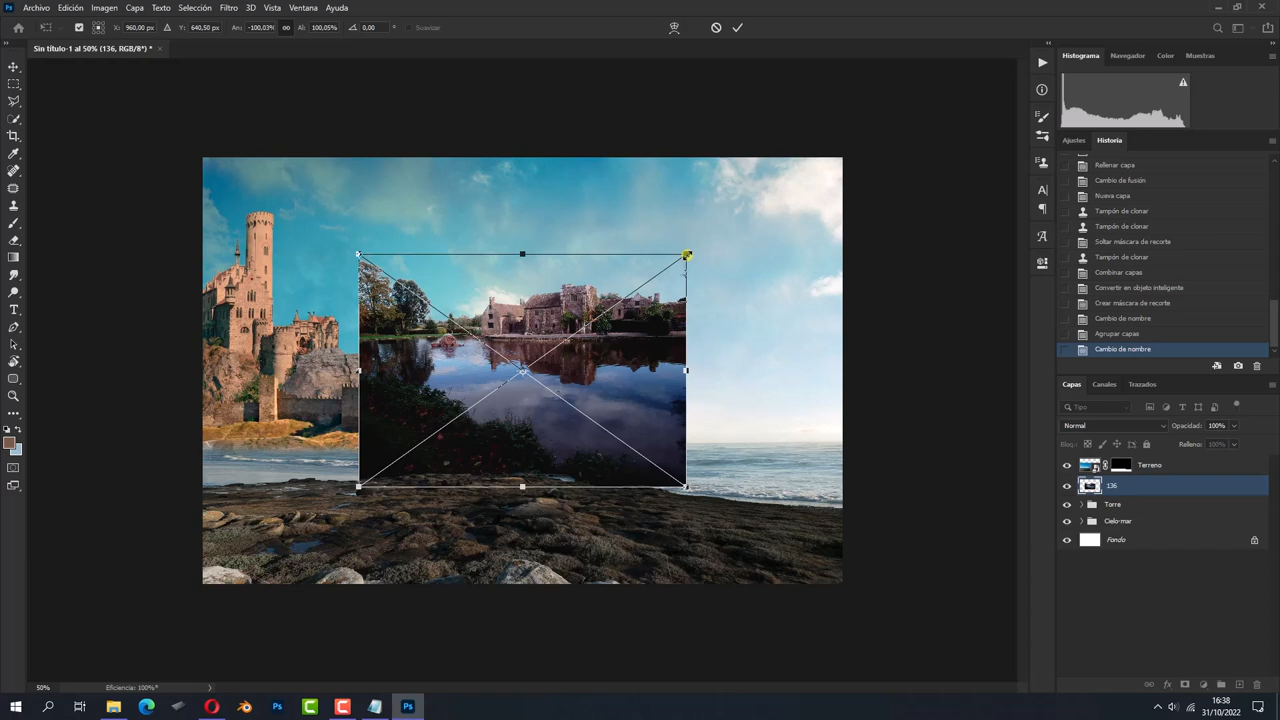 Archivo Edición Imagen Capa Texto Selección Filtro 3D Vista Ventana Ayuda
X: 960,00 px Y: 640,50 px An: -100,03% Al: 100,05% 0,00 ° Suavizar
Sin título-1 al 50% (136, RGB/8*) * ×
Histograma Navegador Color Muestras
Ajustes Historia
Rellenar capa
Cambio de fusión
Nueva capa
Tampón de clonar
Tampón de clonar
Soltar máscara de recorte
Tampón de clonar
Combinar capas
Convertir en objeto inteligente
Crear máscara de recorte
Cambio de nombre
Agrupar capas
Cambio de nombre
Capas Canales Trazados
Tipo
Normal Opacidad: 100%
Bloq.: Relleno: 100%
Terreno
136
Torre
Cielo-mar
Fondo
50% Eficiencia: 100%*
16:38
31/10/2022